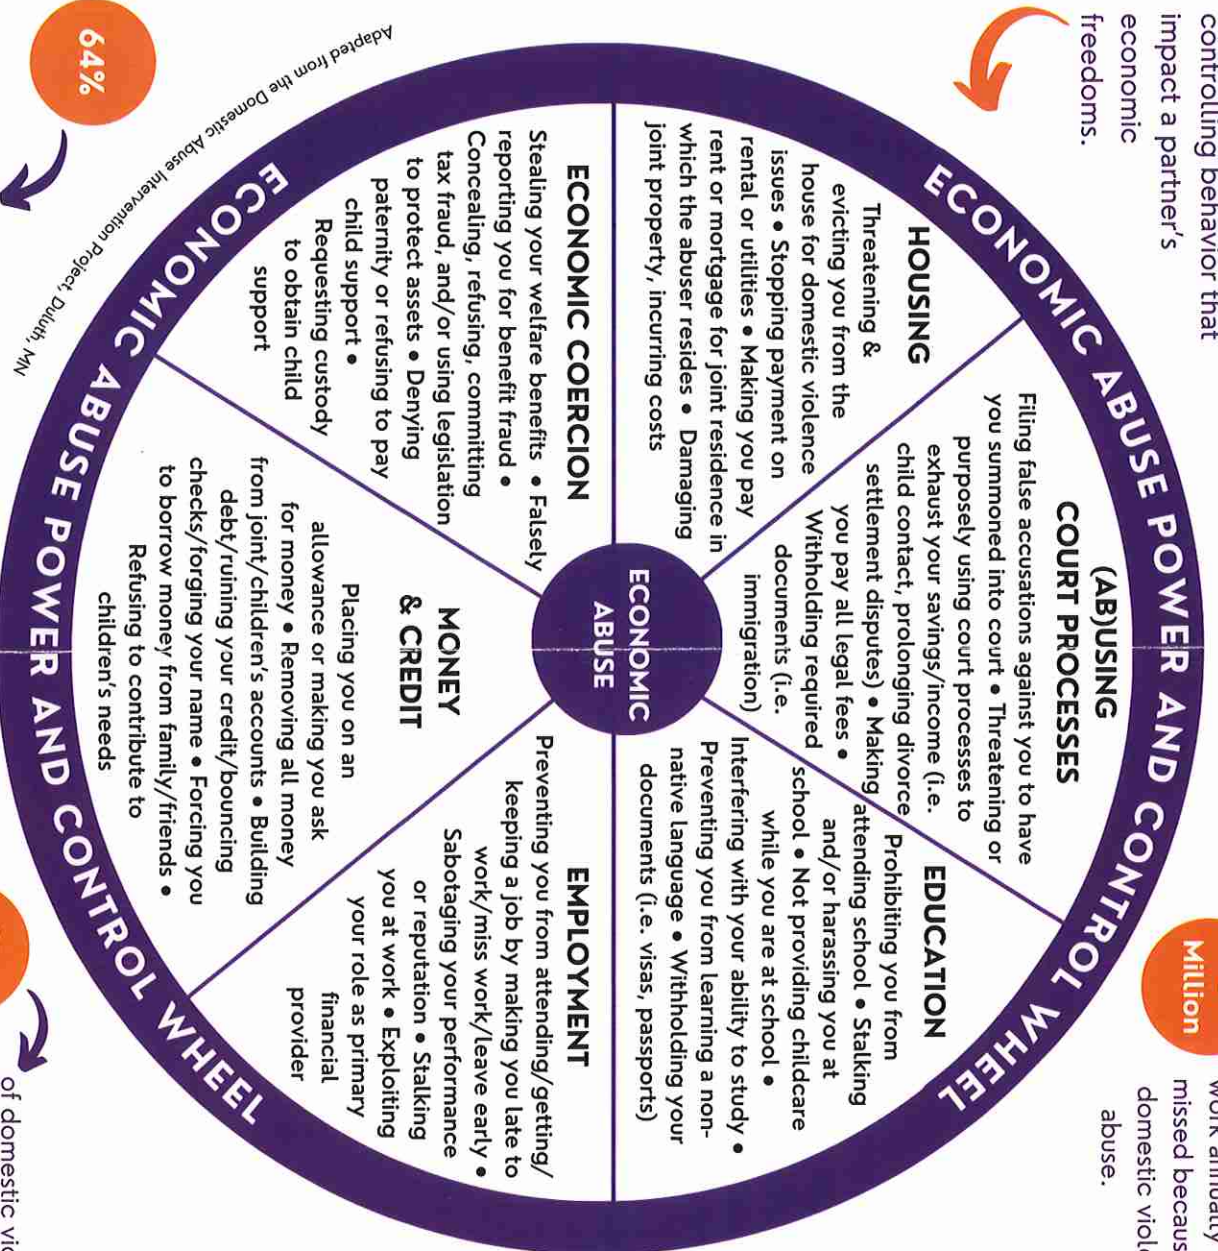 controlling behavior that
impact a partner's
economic
freedoms.
Million
work annually
missed
domestic
abuse.
ECONOMIC ABUSE POWER AND CONTROL WHEEL
HOUSING
Threatening &
evicting you from the
house for domestic violence
issues • Stopping payment on
rental or utilities • Making you pay
rent or mortgage for joint residence in
which the abuser resides • Damaging
joint property, incurring costs
(AB)USING
COURT PROCESSES
Filing false accusations against you to have
you summoned into court • Threatening or
purposely using court processes to
exhaust your savings/income (i.e.
child contact, prolonging divorce
settlement disputes) • Making
you pay all legal fees •
Withholding required
documents (i.e.
immigration)
EDUCATION
Prohibiting you from
attending school • Stalking
and/or harassing you at
school • Not providing childcare
while you are at school •
Interfering with your ability to study •
Preventing you from learning a non-
native language • Withholding your
documents (i.e. visas, passports)
ECONOMIC
ABUSE
ECONOMIC COERCION
Stealing your welfare benefits • Falsely
reporting you for benefit fraud •
Concealing, refusing, committing
tax fraud, and/or using legislation
to protect assets • Denying
paternity or refusing to pay
child support •
Requesting custody
to obtain child
support
MONEY
& CREDIT
Placing you on an
allowance or making you ask
for money • Removing all money
from joint/children's accounts • Building
debt/ruining your credit/bouncing
checks/forging your name • Forcing you
to borrow money from family/friends •
Refusing to contribute to
children's needs
EMPLOYMENT
Preventing you from attending/getting/
keeping a job by making you late to
work/miss work/leave early •
Sabotaging your performance
or reputation • Stalking
you at work • Exploiting
your role as primary
financial
provider
ECONOMIC ABUSE POWER AND CONTROL WHEEL
Adapted from the Domestic Abuse Intervention Project, Duluth, MN
64%
of domestic